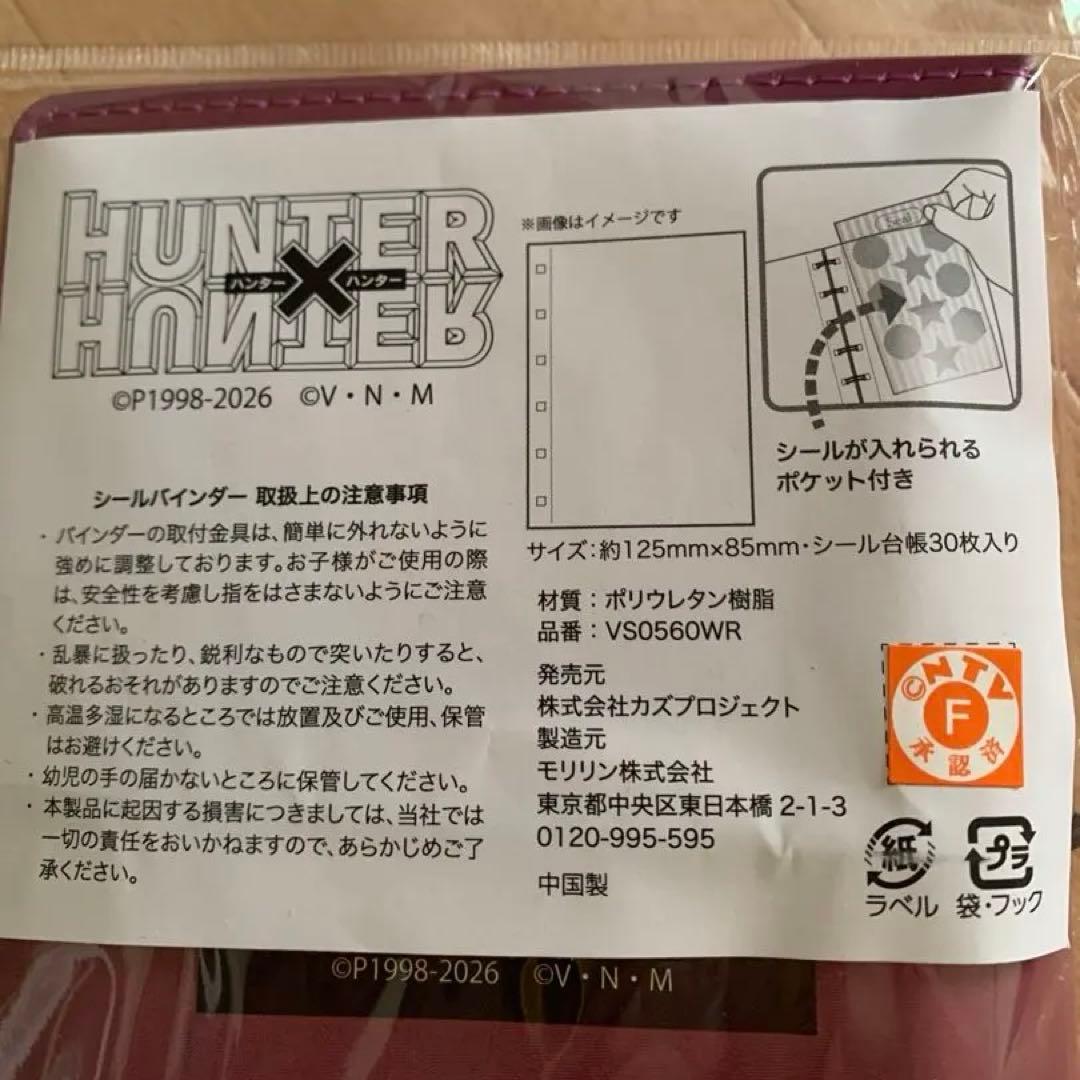 HUNTER
ハンター×ハンター
HUNTER
©P1998-2026 ©V・N・M
シールバインダー 取扱上の注意事項
・バインダーの取付金具は、簡単に外れないように
強めに調整しております。お子様がご使用の際
は、安全性を考慮し指をはさまないようにご注意
ください。
・乱暴に扱ったり、鋭利なもので突いたりすると、
破れるおそれがありますのでご注意ください。
・高温多湿になるところでは放置及びご使用、保管
はお避けください。
・幼児の手の届かないところに保管してください。
・本製品に起因する損害につきましては、当社では
一切の責任をおいかねますので、あらかじめご了
承ください。
※画像はイメージです
Seal
シールが入れられる
ポケット付き
サイズ:約125mm×85mm・シール台帳30枚入り
材質:ポリウレタン樹脂
品番:VS0560WR
発売元
株式会社カズプロジェクト
製造元
モリリン株式会社
東京都中央区東日本橋 2-1-3
0120-995-595
中国製
©NTV
F
承認済
紙
ラベル
プラ
袋・フック
©P1998-2026 ©V・N・M